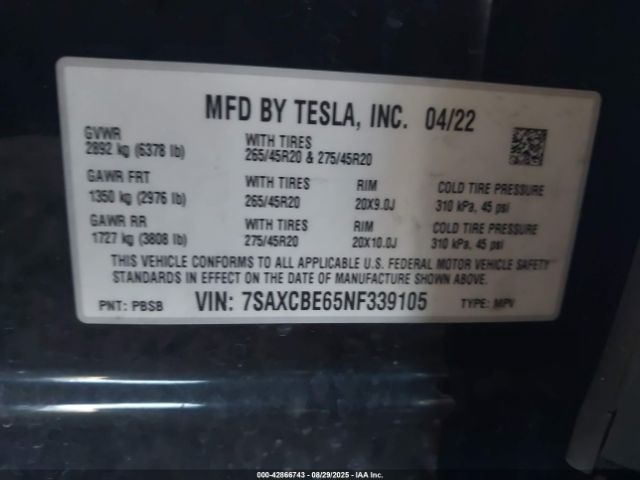 MFD BY TESLA, INC. 04/22
GVWR
2892 kg (6378 lb)
WITH TIRES
265/45R20 & 275/45R20
GAWR FRT
1350 kg (2976 lb)
WITH TIRES
265/45R20
RIM
20X9.0J
COLD TIRE PRESSURE
310 kPa, 45 psi
GAWR RR
1727 kg (3808 lb)
WITH TIRES
275/45R20
RIM
20X10.0J
COLD TIRE PRESSURE
310 kPa, 45 psi
THIS VEHICLE CONFORMS TO ALL APPLICABLE U.S. FEDERAL MOTOR VEHICLE SAFETY
STANDARDS IN EFFECT ON THE DATE OF MANUFACTURE SHOWN ABOVE.
PNT: PBSB VIN: 7SAXCBE65NF339105 TYPE: MPV
000-42866743 - 08/29/2025 - IAA Inc.